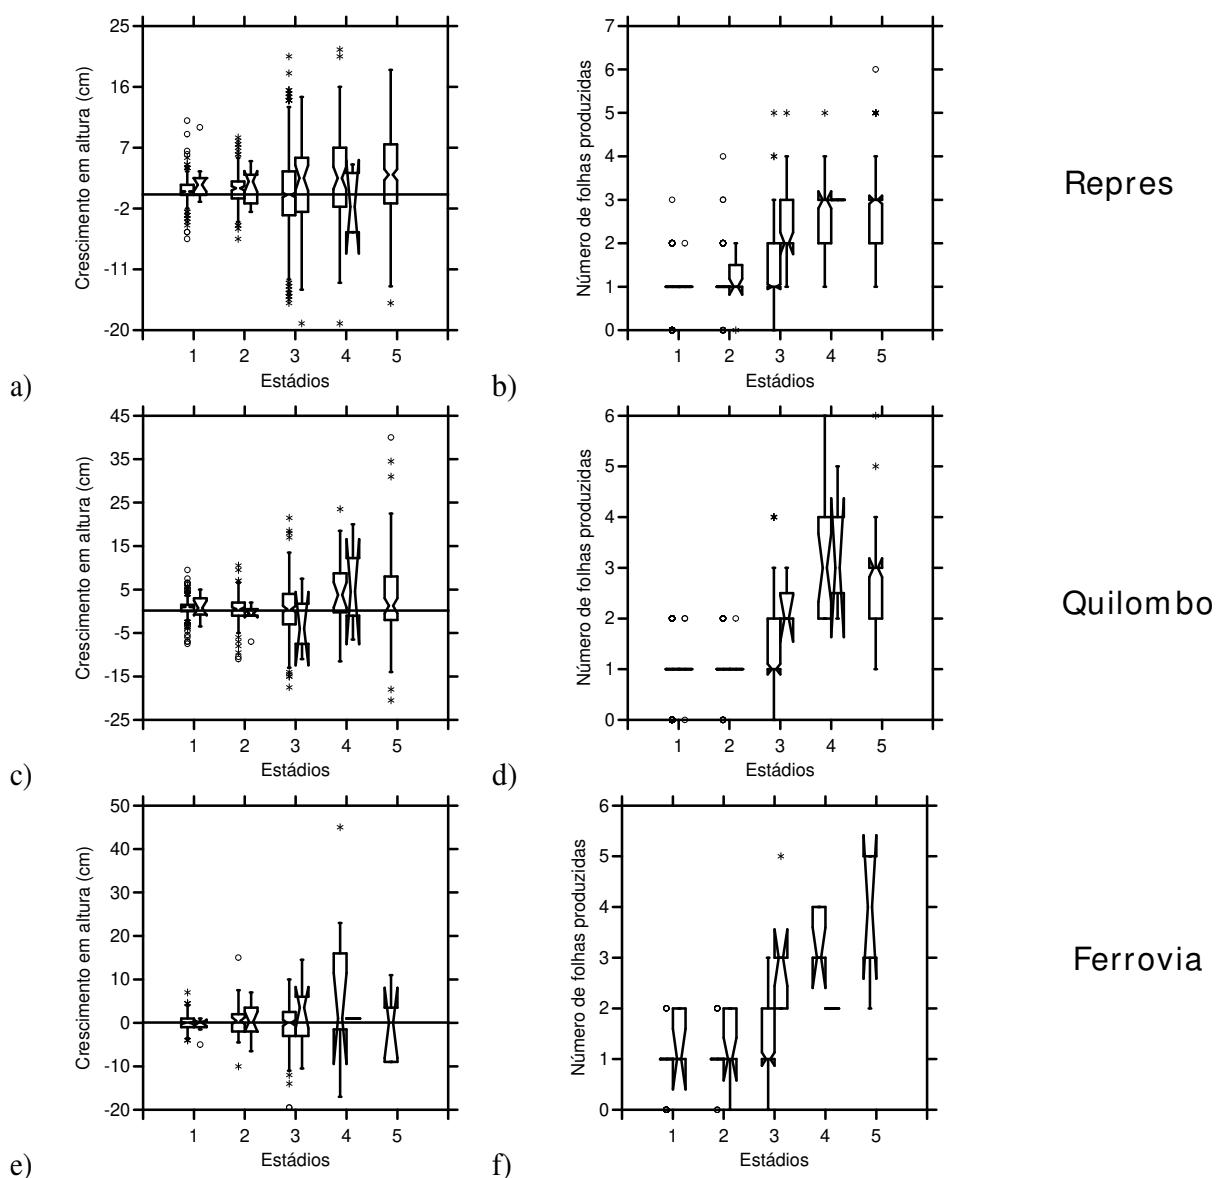 25
16
7
-2
-11
-20
Crescimento em altura (cm)
1 2 3 4 5
Estádios
a)
7
6
5
4
3
2
1
0
Número de folhas produzidas
1 2 3 4 5
Estádios
b)
Repres
45
35
25
15
5
-5
-15
-25
Crescimento em altura (cm)
1 2 3 4 5
Estádios
c)
6
5
4
3
2
1
0
Número de folhas produzidas
1 2 3 4 5
Estádios
d)
Quilombo
50
40
30
20
10
0
-10
-20
Crescimento em altura (cm)
1 2 3 4 5
Estádios
e)
6
5
4
3
2
1
0
Número de folhas produzidas
1 2 3 4 5
Estádios
f)
Ferrovia